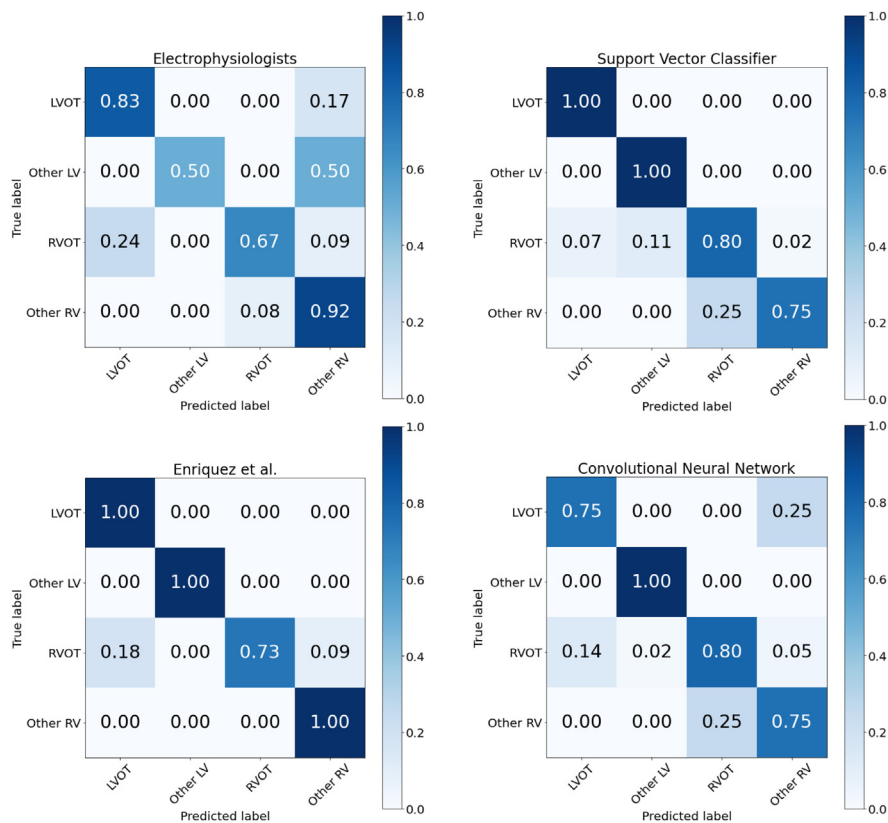 Electrophysiologists
True label
LVOT 0.83 0.00 0.00 0.17
Other LV 0.00 0.50 0.00 0.50
RVOT 0.24 0.00 0.67 0.09
Other RV 0.00 0.00 0.08 0.92
LVOT Other LV RVOT Other RV
Predicted label
1.0
0.8
0.6
0.4
0.2
0.0
Support Vector Classifier
True label
LVOT 1.00 0.00 0.00 0.00
Other LV 0.00 1.00 0.00 0.00
RVOT 0.07 0.11 0.80 0.02
Other RV 0.00 0.00 0.25 0.75
LVOT Other LV RVOT Other RV
Predicted label
1.0
0.8
0.6
0.4
0.2
0.0
Enriquez et al.
True label
LVOT 1.00 0.00 0.00 0.00
Other LV 0.00 1.00 0.00 0.00
RVOT 0.18 0.00 0.73 0.09
Other RV 0.00 0.00 0.00 1.00
LVOT Other LV RVOT Other RV
Predicted label
1.0
0.8
0.6
0.4
0.2
0.0
Convolutional Neural Network
True label
LVOT 0.75 0.00 0.00 0.25
Other LV 0.00 1.00 0.00 0.00
RVOT 0.14 0.02 0.80 0.05
Other RV 0.00 0.00 0.25 0.75
LVOT Other LV RVOT Other RV
Predicted label
1.0
0.8
0.6
0.4
0.2
0.0